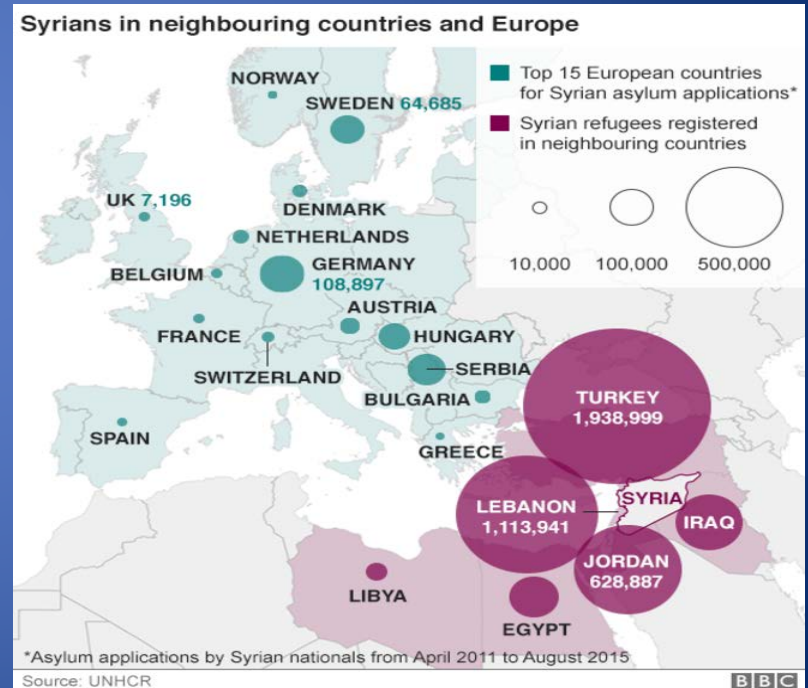 Syrians in neighbouring countries and Europe
Top 15 European countries
for Syrian asylum applications*
Syrian refugees registered
in neighbouring countries
10,000 100,000 500,000
NORWAY
SWEDEN 64,685
UK 7,196
DENMARK
NETHERLANDS
BELGIUM
GERMANY
108,897
AUSTRIA
FRANCE
HUNGARY
SWITZERLAND
SERBIA
BULGARIA
SPAIN
GREECE
TURKEY
1,938,999
LEBANON
1,113,941
SYRIA
IRAQ
JORDAN
628,887
LIBYA
EGYPT
*Asylum applications by Syrian nationals from April 2011 to August 2015
Source: UNHCR
BBC